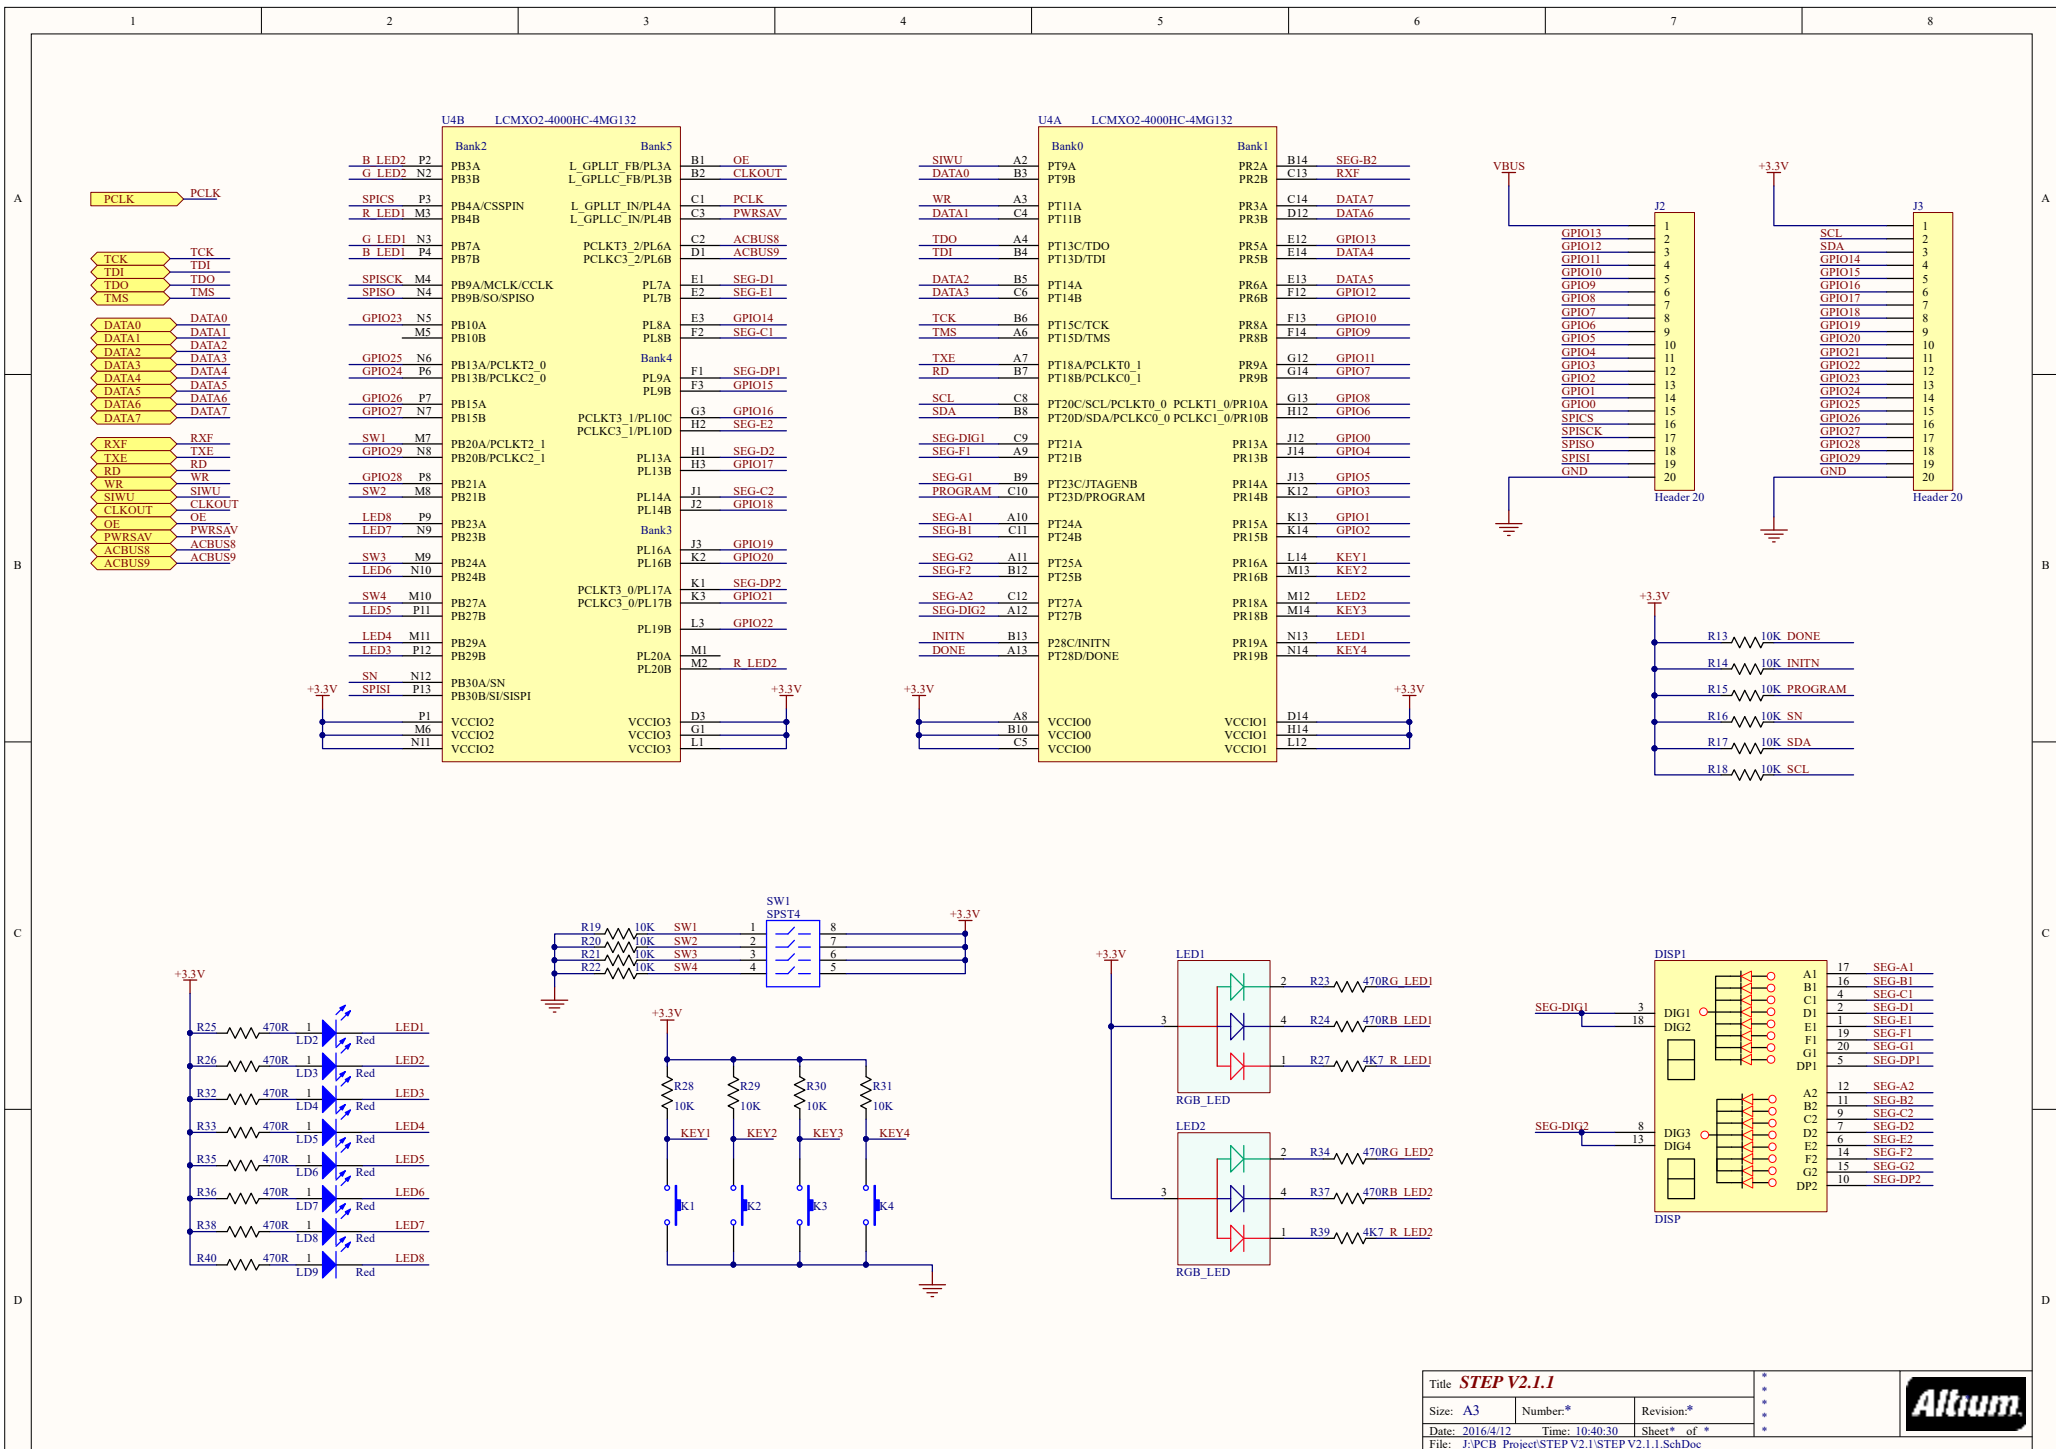 1 2 3 4 5 6 7 8
A
B
C
D
A
B
C
D
PCLK PCLK
TCK TCK
TDI TDI
TDO TDO
TMS TMS
DATA0 DATA0
DATA1 DATA1
DATA2 DATA2
DATA3 DATA3
DATA4 DATA4
DATA5 DATA5
DATA6 DATA6
DATA7 DATA7
RXF RXF
TXE TXE
RD RD
WR WR
SIWU SIWU
CLKOUT CLKOUT
OE OE
PWRSAV PWRSAV
ACBUS8 ACBUS8
ACBUS9 ACBUS9
U4B LCMXO2-4000HC-4MG132
Bank2 Bank5
B_LED2 P2 PB3A
G_LED2 N2 PB3B
SPICS P3 PB4A/CSSPIN
R_LED1 M3 PB4B
G_LED1 N3 PB7A
B_LED1 P4 PB7B
SPISCK M4 PB9A/MCLK/CCLK
SPISO N4 PB9B/SO/SPISO
GPIO23 N5 PB10A
M5 PB10B
GPIO25 N6 PB13A/PCLKT2_0
GPIO24 P6 PB13B/PCLKC2_0
GPIO26 P7 PB15A
GPIO27 N7 PB15B
SW1 M7 PB20A/PCLKT2_1
GPIO29 N8 PB20B/PCLKC2_1
GPIO28 P8 PB21A
SW2 M8 PB21B
LED8 P9 PB23A
LED7 N9 PB23B
SW3 M9 PB24A
LED6 N10 PB24B
SW4 M10 PB27A
LED5 P11 PB27B
LED4 M11 PB29A
LED3 P12 PB29B
SN N12 PB30A/SN
SPISI P13 PB30B/SI/SISPI
+3.3V
P1 VCCIO2
M6 VCCIO2
N11 VCCIO2
L_GPLLT_FB/PL3A B1 OE
L_GPLLC_FB/PL3B B2 CLKOUT
L_GPLLT_IN/PL4A C1 PCLK
L_GPLLC_IN/PL4B C3 PWRSAV
PCLKT3_2/PL6A C2 ACBUS8
PCLKC3_2/PL6B D1 ACBUS9
PL7A E1 SEG-D1
PL7B E2 SEG-E1
PL8A E3 GPIO14
PL8B F2 SEG-C1
Bank4
PL9A F1 SEG-DP1
PL9B F3 GPIO15
PCLKT3_1/PL10C G3 GPIO16
PCLKC3_1/PL10D H2 SEG-E2
PL13A H1 SEG-D2
PL13B H3 GPIO17
PL14A J1 SEG-C2
PL14B J2 GPIO18
Bank3
PL16A J3 GPIO19
PL16B K2 GPIO20
PCLKT3_0/PL17A K1 SEG-DP2
PCLKC3_0/PL17B K3 GPIO21
PL19B L3 GPIO22
PL20A M1
PL20B M2 R_LED2
+3.3V
VCCIO3 D3
VCCIO3 G1
VCCIO3 L1
U4A LCMXO2-4000HC-4MG132
Bank0 Bank1
SIWU A2 PT9A
DATA0 B3 PT9B
WR A3 PT11A
DATA1 C4 PT11B
TDO A4 PT13C/TDO
TDI B4 PT13D/TDI
DATA2 B5 PT14A
DATA3 C6 PT14B
TCK B6 PT15C/TCK
TMS A6 PT15D/TMS
TXE A7 PT18A/PCLKT0_1
RD B7 PT18B/PCLKC0_1
SCL C8 PT20C/SCL/PCLKT0_0
SDA B8 PT20D/SDA/PCLKC0_0
SEG-DIG1 C9 PT21A
SEG-F1 A9 PT21B
SEG-G1 B9 PT23C/JTAGENB
PROGRAM C10 PT23D/PROGRAM
SEG-A1 A10 PT24A
SEG-B1 C11 PT24B
SEG-G2 A11 PT25A
SEG-F2 B12 PT25B
SEG-A2 C12 PT27A
SEG-DIG2 A12 PT27B
INITN B13 P28C/INITN
DONE A13 PT28D/DONE
+3.3V
A8 VCCIO0
B10 VCCIO0
C5 VCCIO0
PR2A B14 SEG-B2
PR2B C13 RXF
PR3A C14 DATA7
PR3B D12 DATA6
PR5A E12 GPIO13
PR5B E14 DATA4
PR6A E13 DATA5
PR6B F12 GPIO12
PR8A F13 GPIO10
PR8B F14 GPIO9
PR9A G12 GPIO11
PR9B G14 GPIO7
PCLKT1_0/PR10A G13 GPIO8
PCLKC1_0/PR10B H12 GPIO6
PR13A J12 GPIO0
PR13B J14 GPIO4
PR14A J13 GPIO5
PR14B K12 GPIO3
PR15A K13 GPIO1
PR15B K14 GPIO2
PR16A L14 KEY1
PR16B M13 KEY2
PR18A M12 LED2
PR18B M14 KEY3
PR19A N13 LED1
PR19B N14 KEY4
+3.3V
VCCIO1 D14
VCCIO1 H14
VCCIO1 L12
VBUS
J2
1
GPIO13 2
GPIO12 3
GPIO11 4
GPIO10 5
GPIO9 6
GPIO8 7
GPIO7 8
GPIO6 9
GPIO5 10
GPIO4 11
GPIO3 12
GPIO2 13
GPIO1 14
GPIO0 15
SPICS 16
SPISCK 17
SPISO 18
SPISI 19
GND 20
Header 20
+3.3V
J3
1
SCL 2
SDA 3
GPIO14 4
GPIO15 5
GPIO16 6
GPIO17 7
GPIO18 8
GPIO19 9
GPIO20 10
GPIO21 11
GPIO22 12
GPIO23 13
GPIO24 14
GPIO25 15
GPIO26 16
GPIO27 17
GPIO28 18
GPIO29 19
GND 20
Header 20
+3.3V
R13 10K DONE
R14 10K INITN
R15 10K PROGRAM
R16 10K SN
R17 10K SDA
R18 10K SCL
SW1
SPST4
+3.3V
R19 10K SW1 1 8
R20 10K SW2 2 7
R21 10K SW3 3 6
R22 10K SW4 4 5
+3.3V
R25 470R 1 LD2 Red LED1
R26 470R 1 LD3 Red LED2
R32 470R 1 LD4 Red LED3
R33 470R 1 LD5 Red LED4
R35 470R 1 LD6 Red LED5
R36 470R 1 LD7 Red LED6
R38 470R 1 LD8 Red LED7
R40 470R 1 LD9 Red LED8
+3.3V
R28 R29 R30 R31
10K 10K 10K 10K
KEY1 KEY2 KEY3 KEY4
K1 K2 K3 K4
+3.3V
LED1
3
2 R23 470R G_LED1
4 R24 470R B_LED1
1 R27 4K7 R_LED1
RGB_LED
LED2
3
2 R34 470R G_LED2
4 R37 470R B_LED2
1 R39 4K7 R_LED2
RGB_LED
DISP1
SEG-DIG1 3 DIG1
18 DIG2
SEG-DIG2 8 DIG3
13 DIG4
A1 17 SEG-A1
B1 16 SEG-B1
C1 4 SEG-C1
D1 2 SEG-D1
E1 1 SEG-E1
F1 19 SEG-F1
G1 20 SEG-G1
DP1 5 SEG-DP1
A2 12 SEG-A2
B2 11 SEG-B2
C2 9 SEG-C2
D2 7 SEG-D2
E2 6 SEG-E2
F2 14 SEG-F2
G2 15 SEG-G2
DP2 10 SEG-DP2
DISP
Title STEP V2.1.1
Size: A3 Number:* Revision:*
Date: 2016/4/12 Time: 10:40:30 Sheet* of *
File: J:\PCB_Project\STEP V2.1\STEP V2.1.1.SchDoc
*
*
*
*
*
Altium